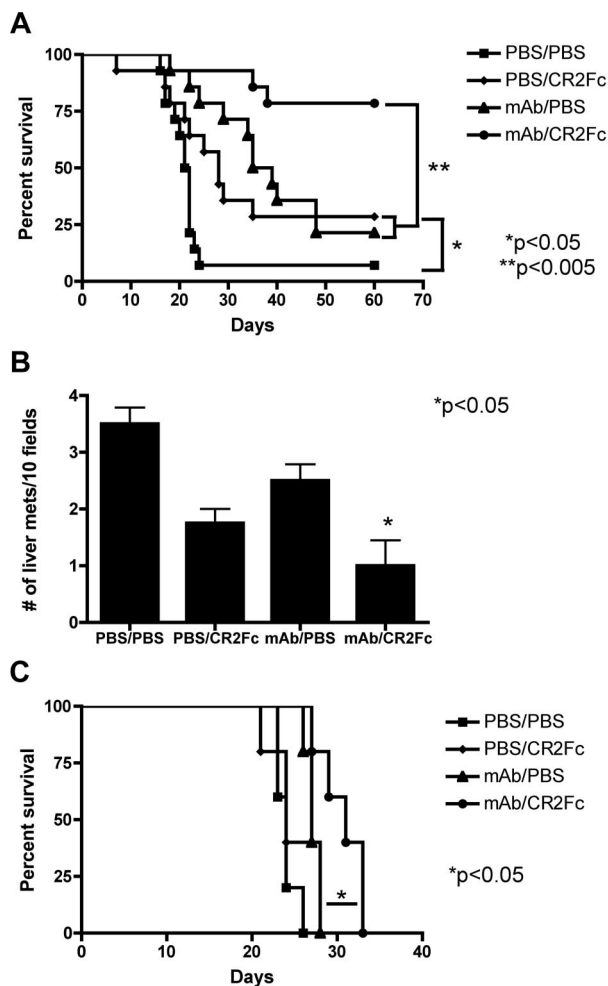 A
Percent survival
100
75
50
25
0
0 10 20 30 40 50 60 70
Days
PBS/PBS
PBS/CR2Fc
mAb/PBS
mAb/CR2Fc
**
*
*p<0.05
**p<0.005
B
# of liver mets/10 fields
4
3
2
1
0
*
PBS/PBS PBS/CR2Fc mAb/PBS mAb/CR2Fc
*p<0.05
C
Percent survival
100
75
50
25
0
0 10 20 30 40
Days
*
PBS/PBS
PBS/CR2Fc
mAb/PBS
mAb/CR2Fc
*p<0.05